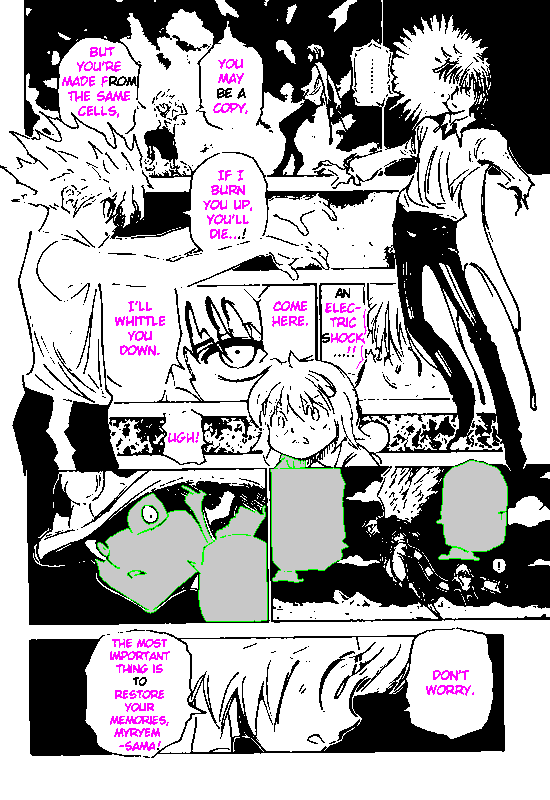 BUT
YOU'RE
MADE FROM
THE SAME
CELLS,
YOU
MAY
BE A
COPY,
..........
IF I
BURN
YOU UP,
YOU'LL
DIE...!
I'LL
WHITTLE
YOU
DOWN.
COME
HERE.
AN
ELEC-
TRIC
SHOCK
...!!
UGH!
!
THE MOST
IMPORTANT
THING IS
TO
RESTORE
YOUR
MEMORIES,
MYRYEM
-SAMA!
DON'T
WORRY.